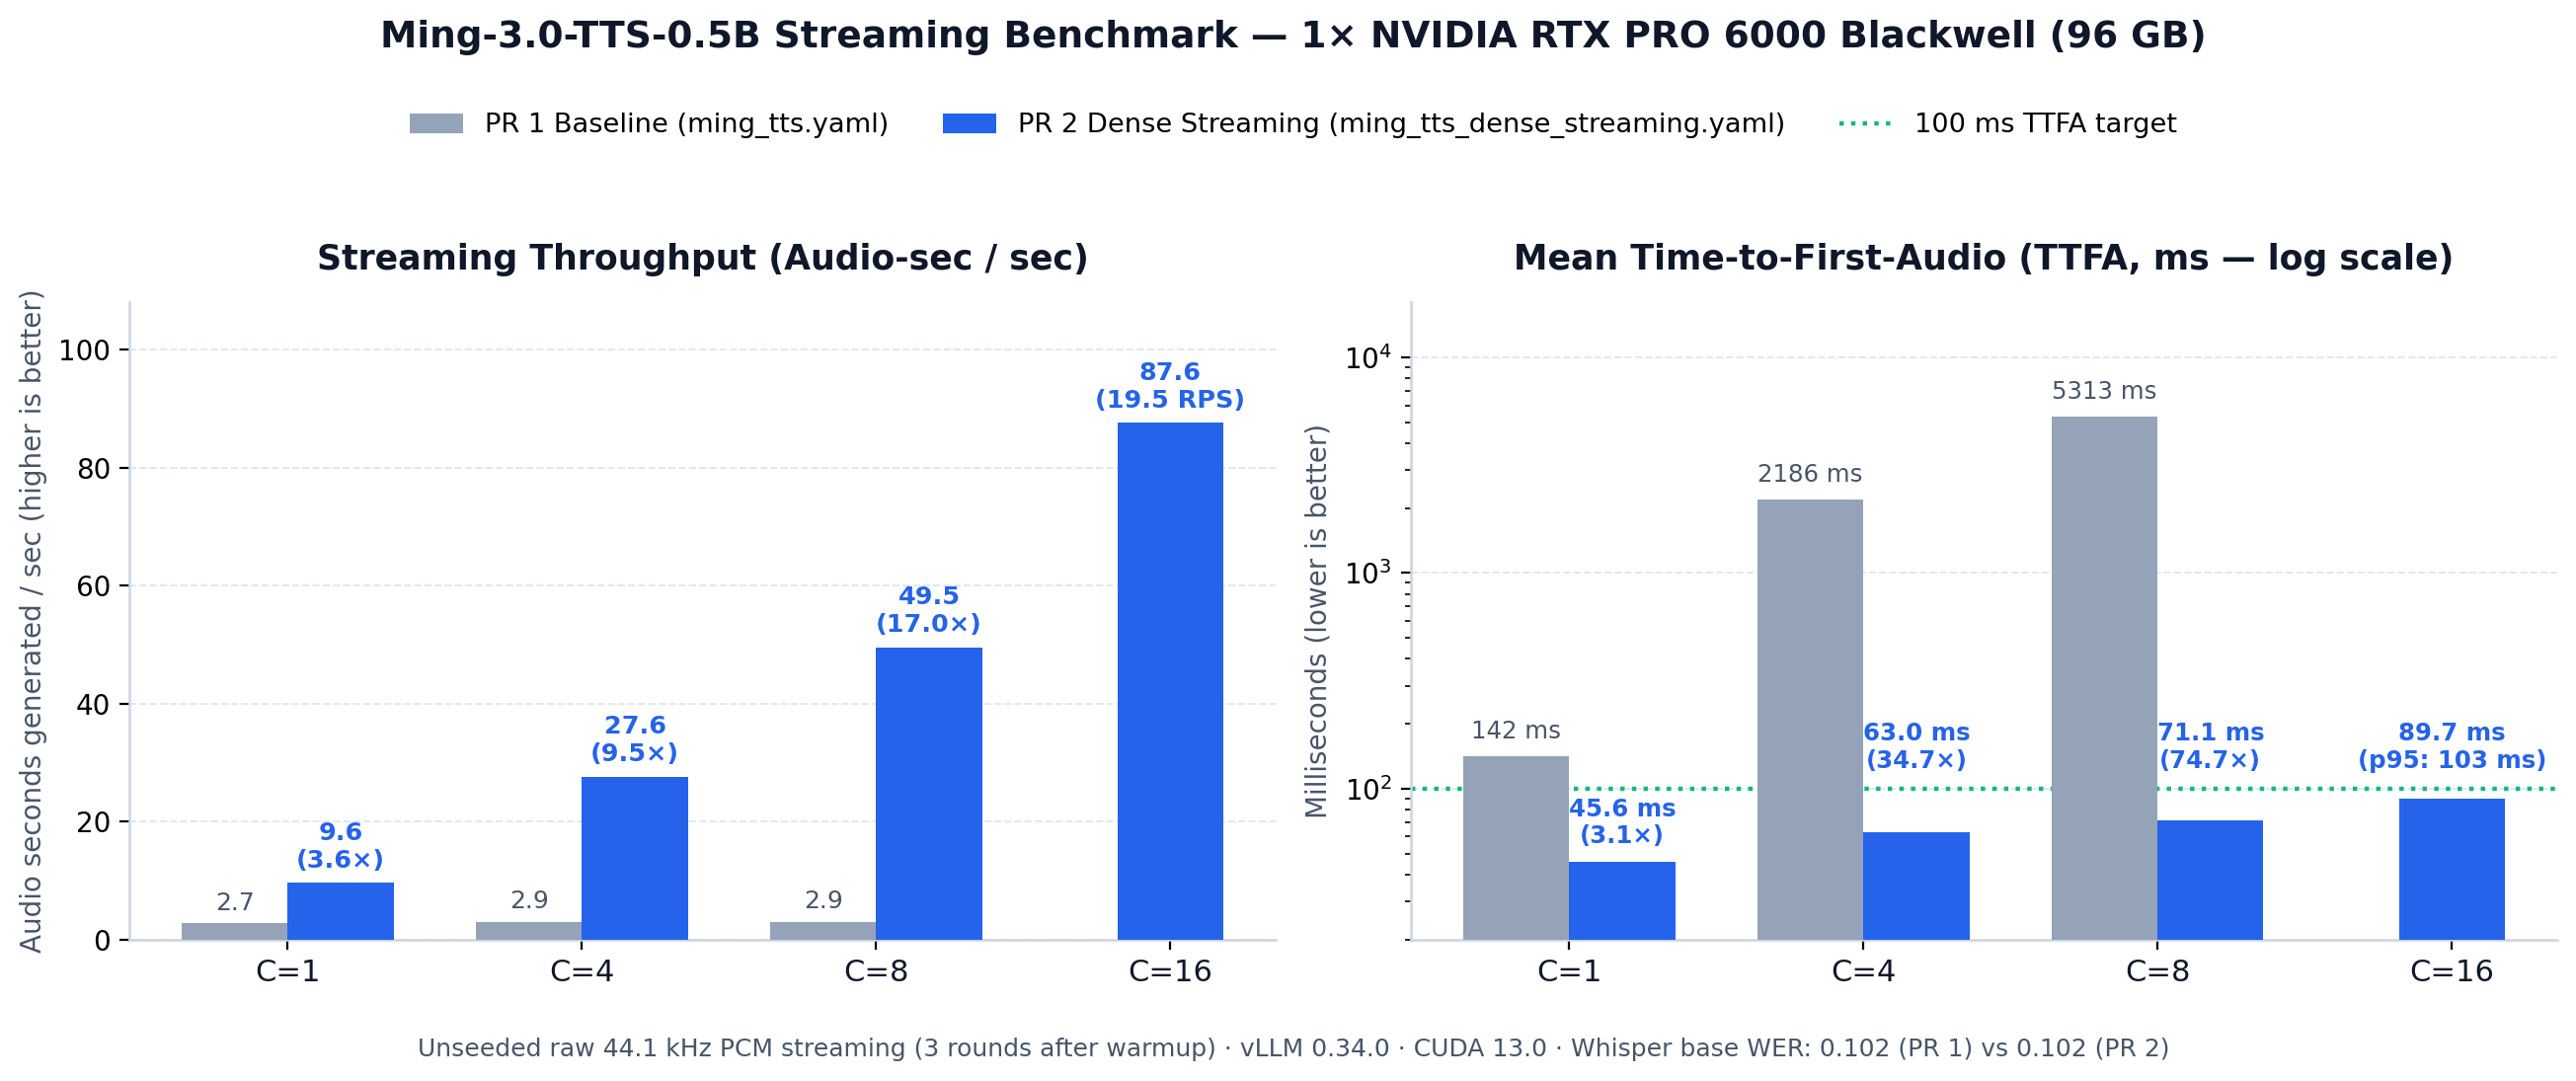 Ming-3.0-TTS-0.5B Streaming Benchmark — 1× NVIDIA RTX PRO 6000 Blackwell (96 GB)
PR 1 Baseline (ming_tts.yaml)
PR 2 Dense Streaming (ming_tts_dense_streaming.yaml)
100 ms TTFA target
Streaming Throughput (Audio-sec / sec)
Audio seconds generated / sec (higher is better)
100
80
60
40
20
0
2.7
9.6
(3.6×)
2.9
27.6
(9.5×)
2.9
49.5
(17.0×)
87.6
(19.5 RPS)
C=1
C=4
C=8
C=16
Mean Time-to-First-Audio (TTFA, ms — log scale)
Milliseconds (lower is better)
10⁴
10³
10²
142 ms
45.6 ms
(3.1×)
2186 ms
63.0 ms
(34.7×)
5313 ms
71.1 ms
(74.7×)
89.7 ms
(p95: 103 ms)
C=1
C=4
C=8
C=16
Unseeded raw 44.1 kHz PCM streaming (3 rounds after warmup) · vLLM 0.34.0 · CUDA 13.0 · Whisper base WER: 0.102 (PR 1) vs 0.102 (PR 2)